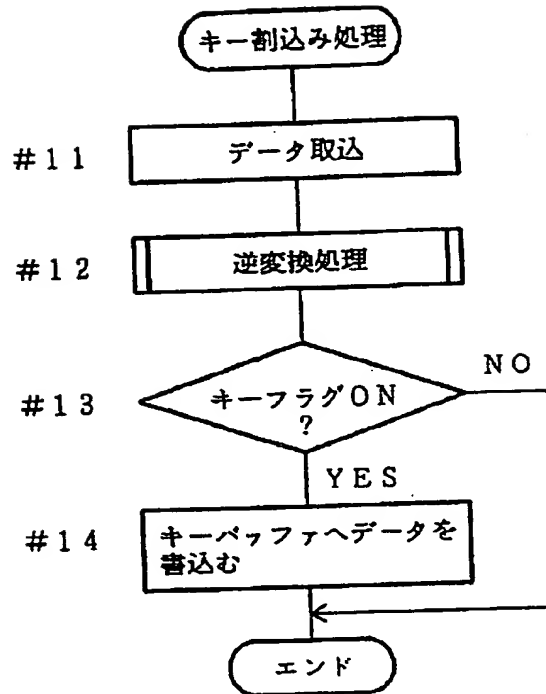 キー割込み処理
#11
データ取込
#12
逆変換処理
#13
キーフラグON
?
NO
YES
#14
キーバッファへデータを
書込む
エンド